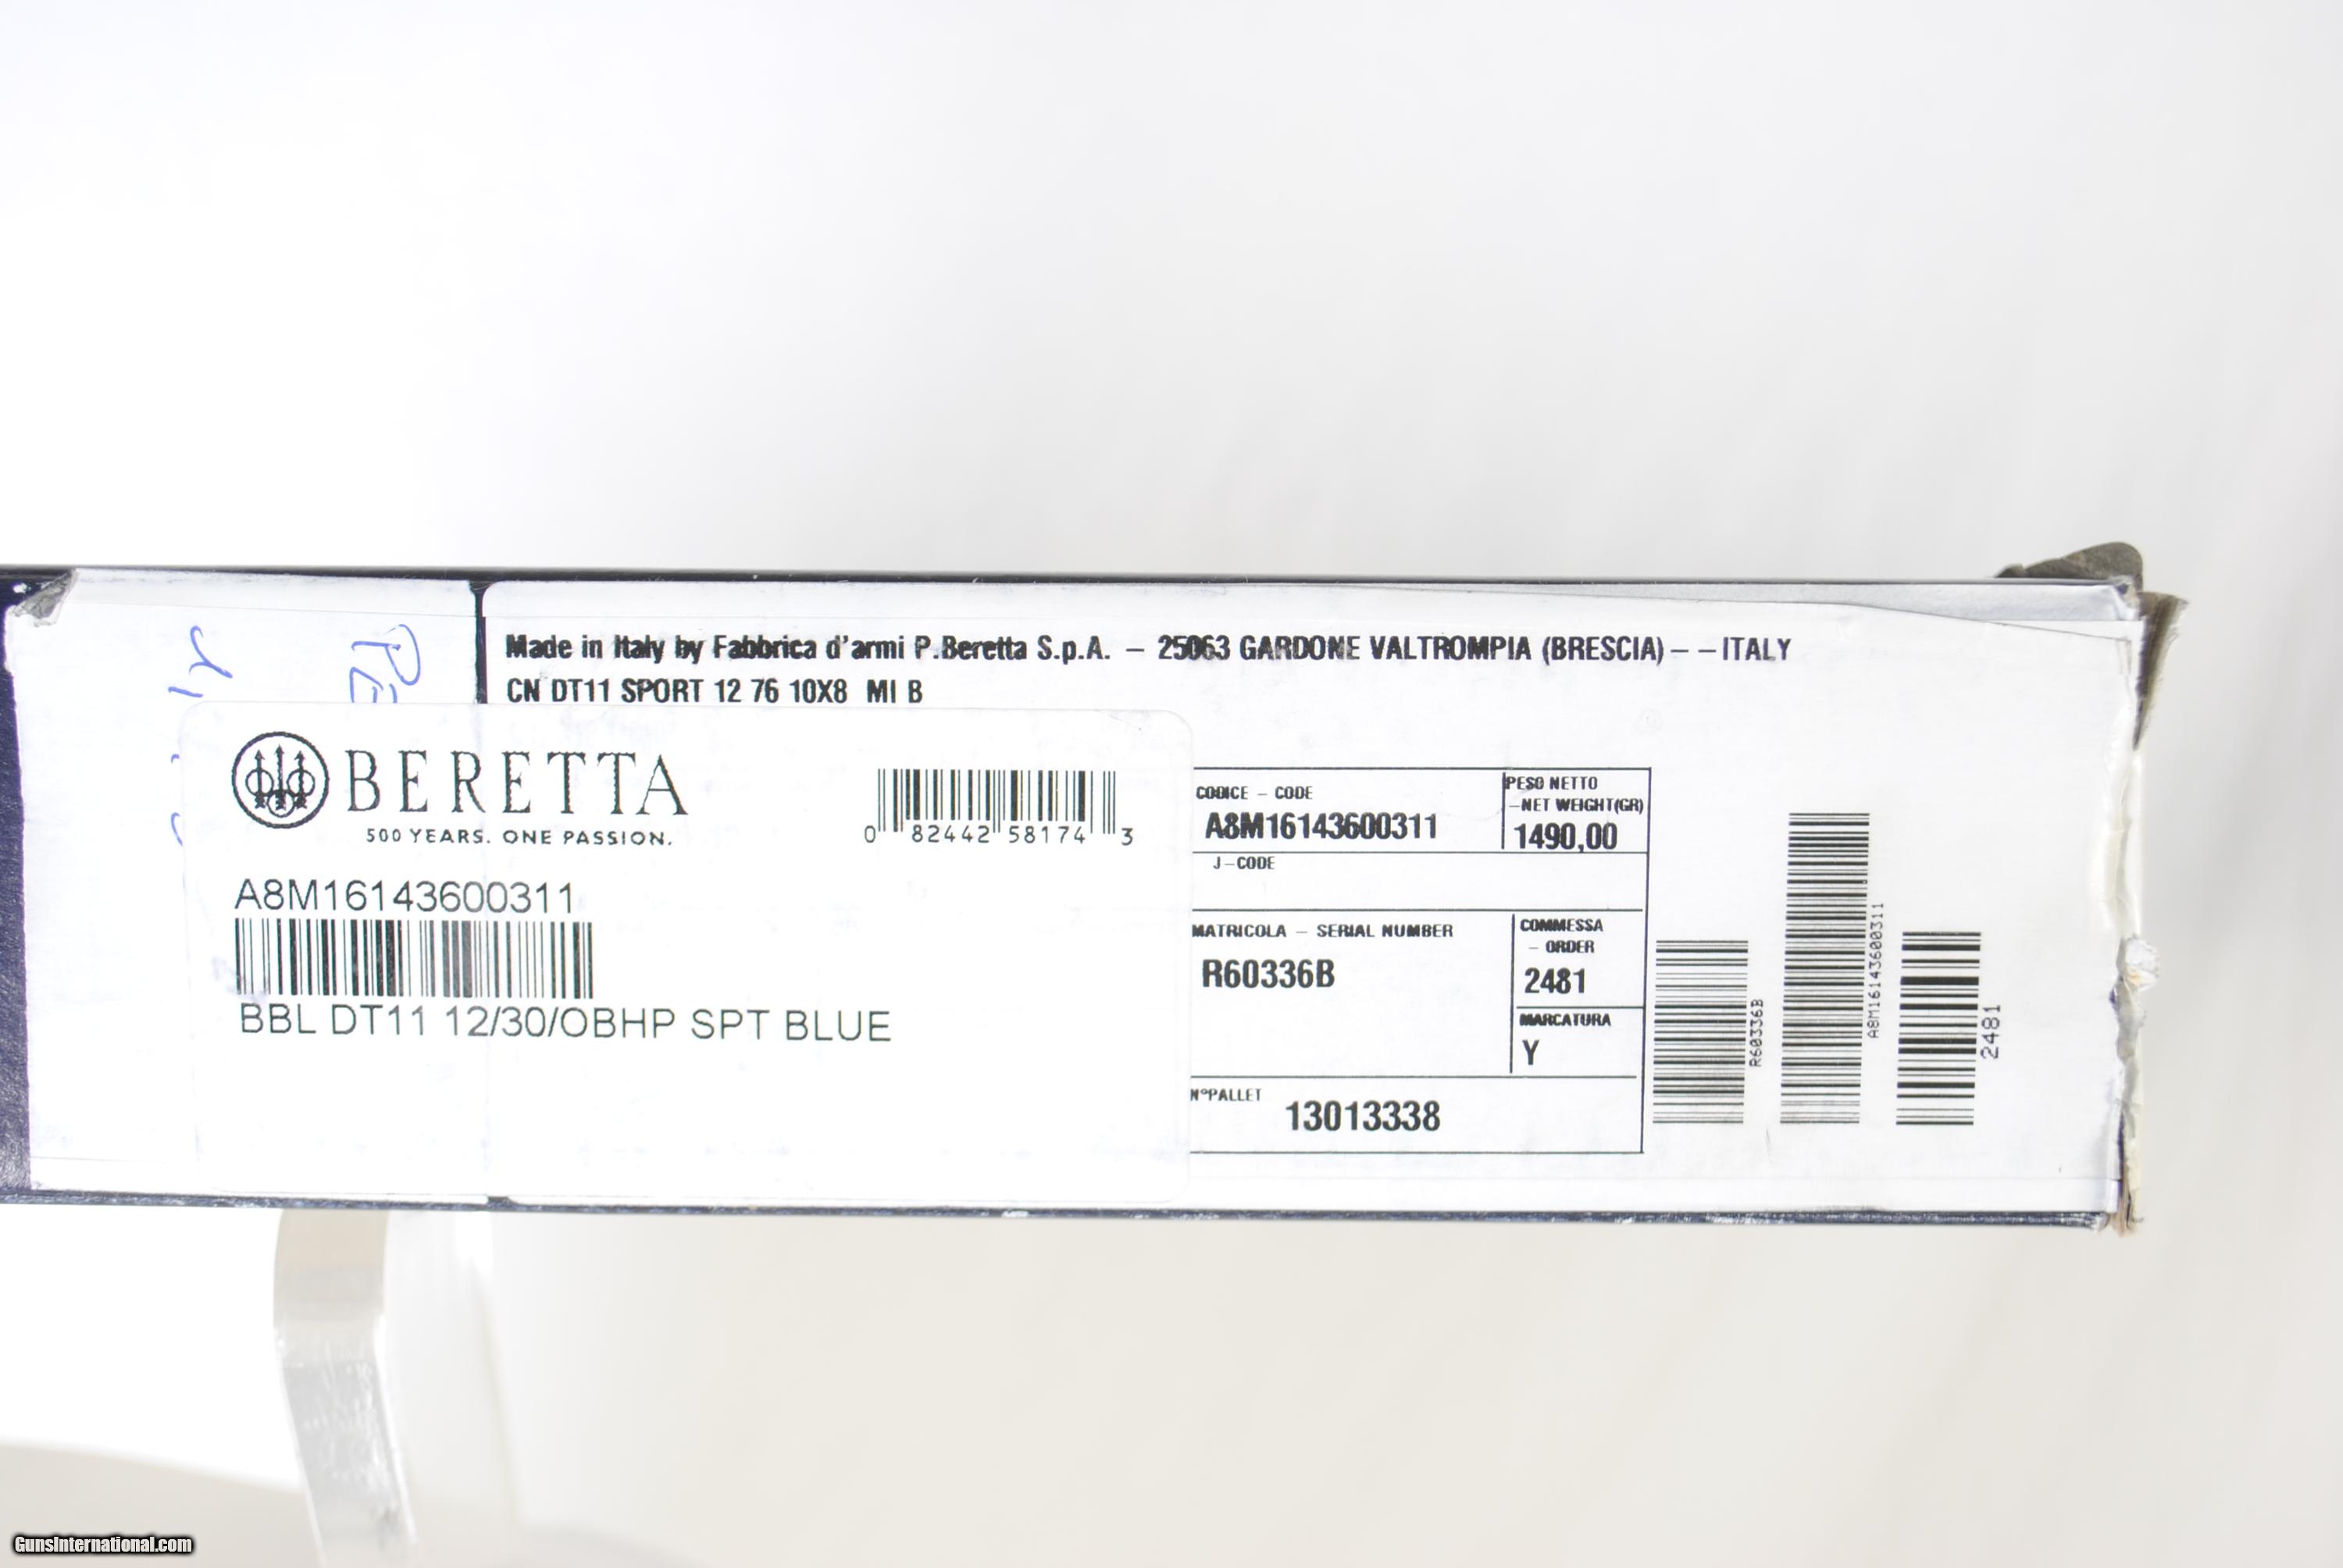 Made in Italy by Fabbrica d'armi P.Beretta S.p.A. – 25063 GARDONE VALTROMPIA (BRESCIA) – – ITALY
CN DT11 SPORT 12 76 10X8 MI B
BERETTA
500 YEARS. ONE PASSION.
0 82442 58174 3
A8M16143600311
BBL DT11 12/30/OBHP SPT BLUE
CODICE – CODE
A8M16143600311
PESO NETTO
–NET WEIGHT(GR)
1490,00
J–CODE
MATRICOLA – SERIAL NUMBER
R60336B
COMMESSA
– ORDER
2481
MARCATURA
Y
N°PALLET
13013338
R60336B
A8M16143600311
2481
GunsInternational.com